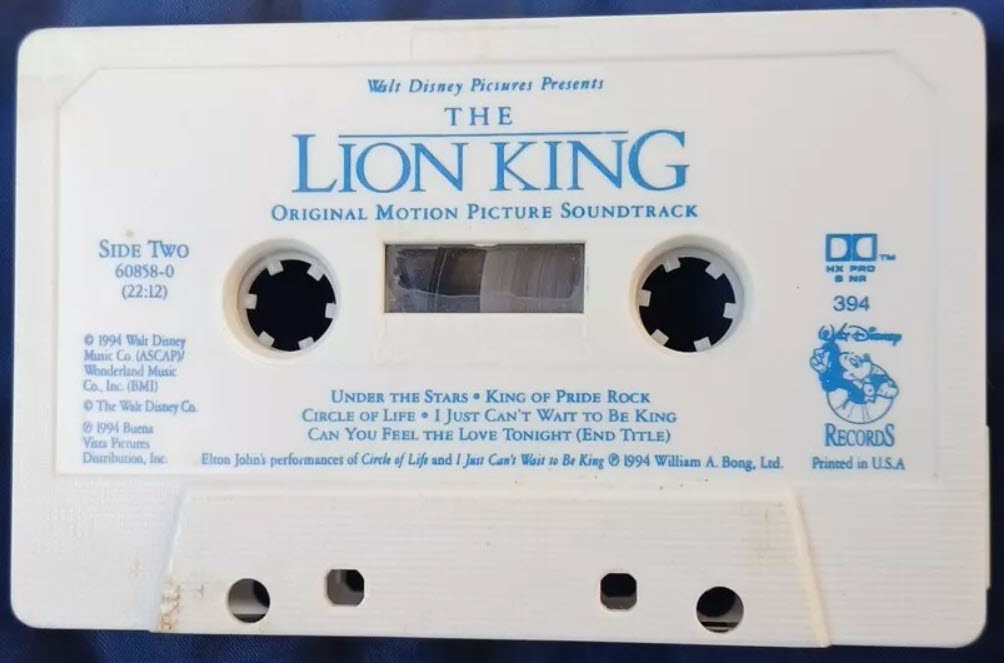 Walt Disney Pictures Presents
THE
LION KING
ORIGINAL MOTION PICTURE SOUNDTRACK
SIDE TWO
60858-0
(22:12)
© 1994 Walt Disney
Music Co. (ASCAP)/
Wonderland Music
Co., Inc. (BMI)
© The Walt Disney Co.
℗ 1994 Buena
Vista Pictures
Distribution, Inc.
DD™
HX PRO
B NR
394
WALT DISNEY
RECORDS
Printed in U.S.A
UNDER THE STARS • KING OF PRIDE ROCK
CIRCLE OF LIFE • I JUST CAN'T WAIT TO BE KING
CAN YOU FEEL THE LOVE TONIGHT (END TITLE)
Elton John's performances of Circle of Life and I Just Can't Wait to Be King ℗ 1994 William A. Bong, Ltd.